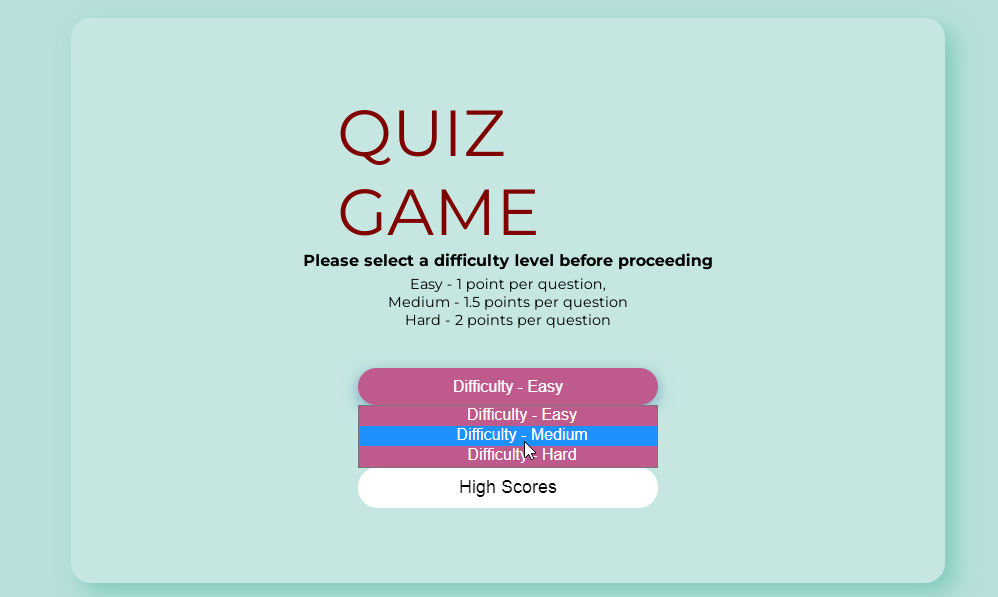 QUIZ
GAME
Please select a difficulty level before proceeding
Easy - 1 point per question,
Medium - 1.5 points per question
Hard - 2 points per question
Difficulty - Easy
Difficulty - Easy
Difficulty - Medium
Difficulty - Hard
High Scores